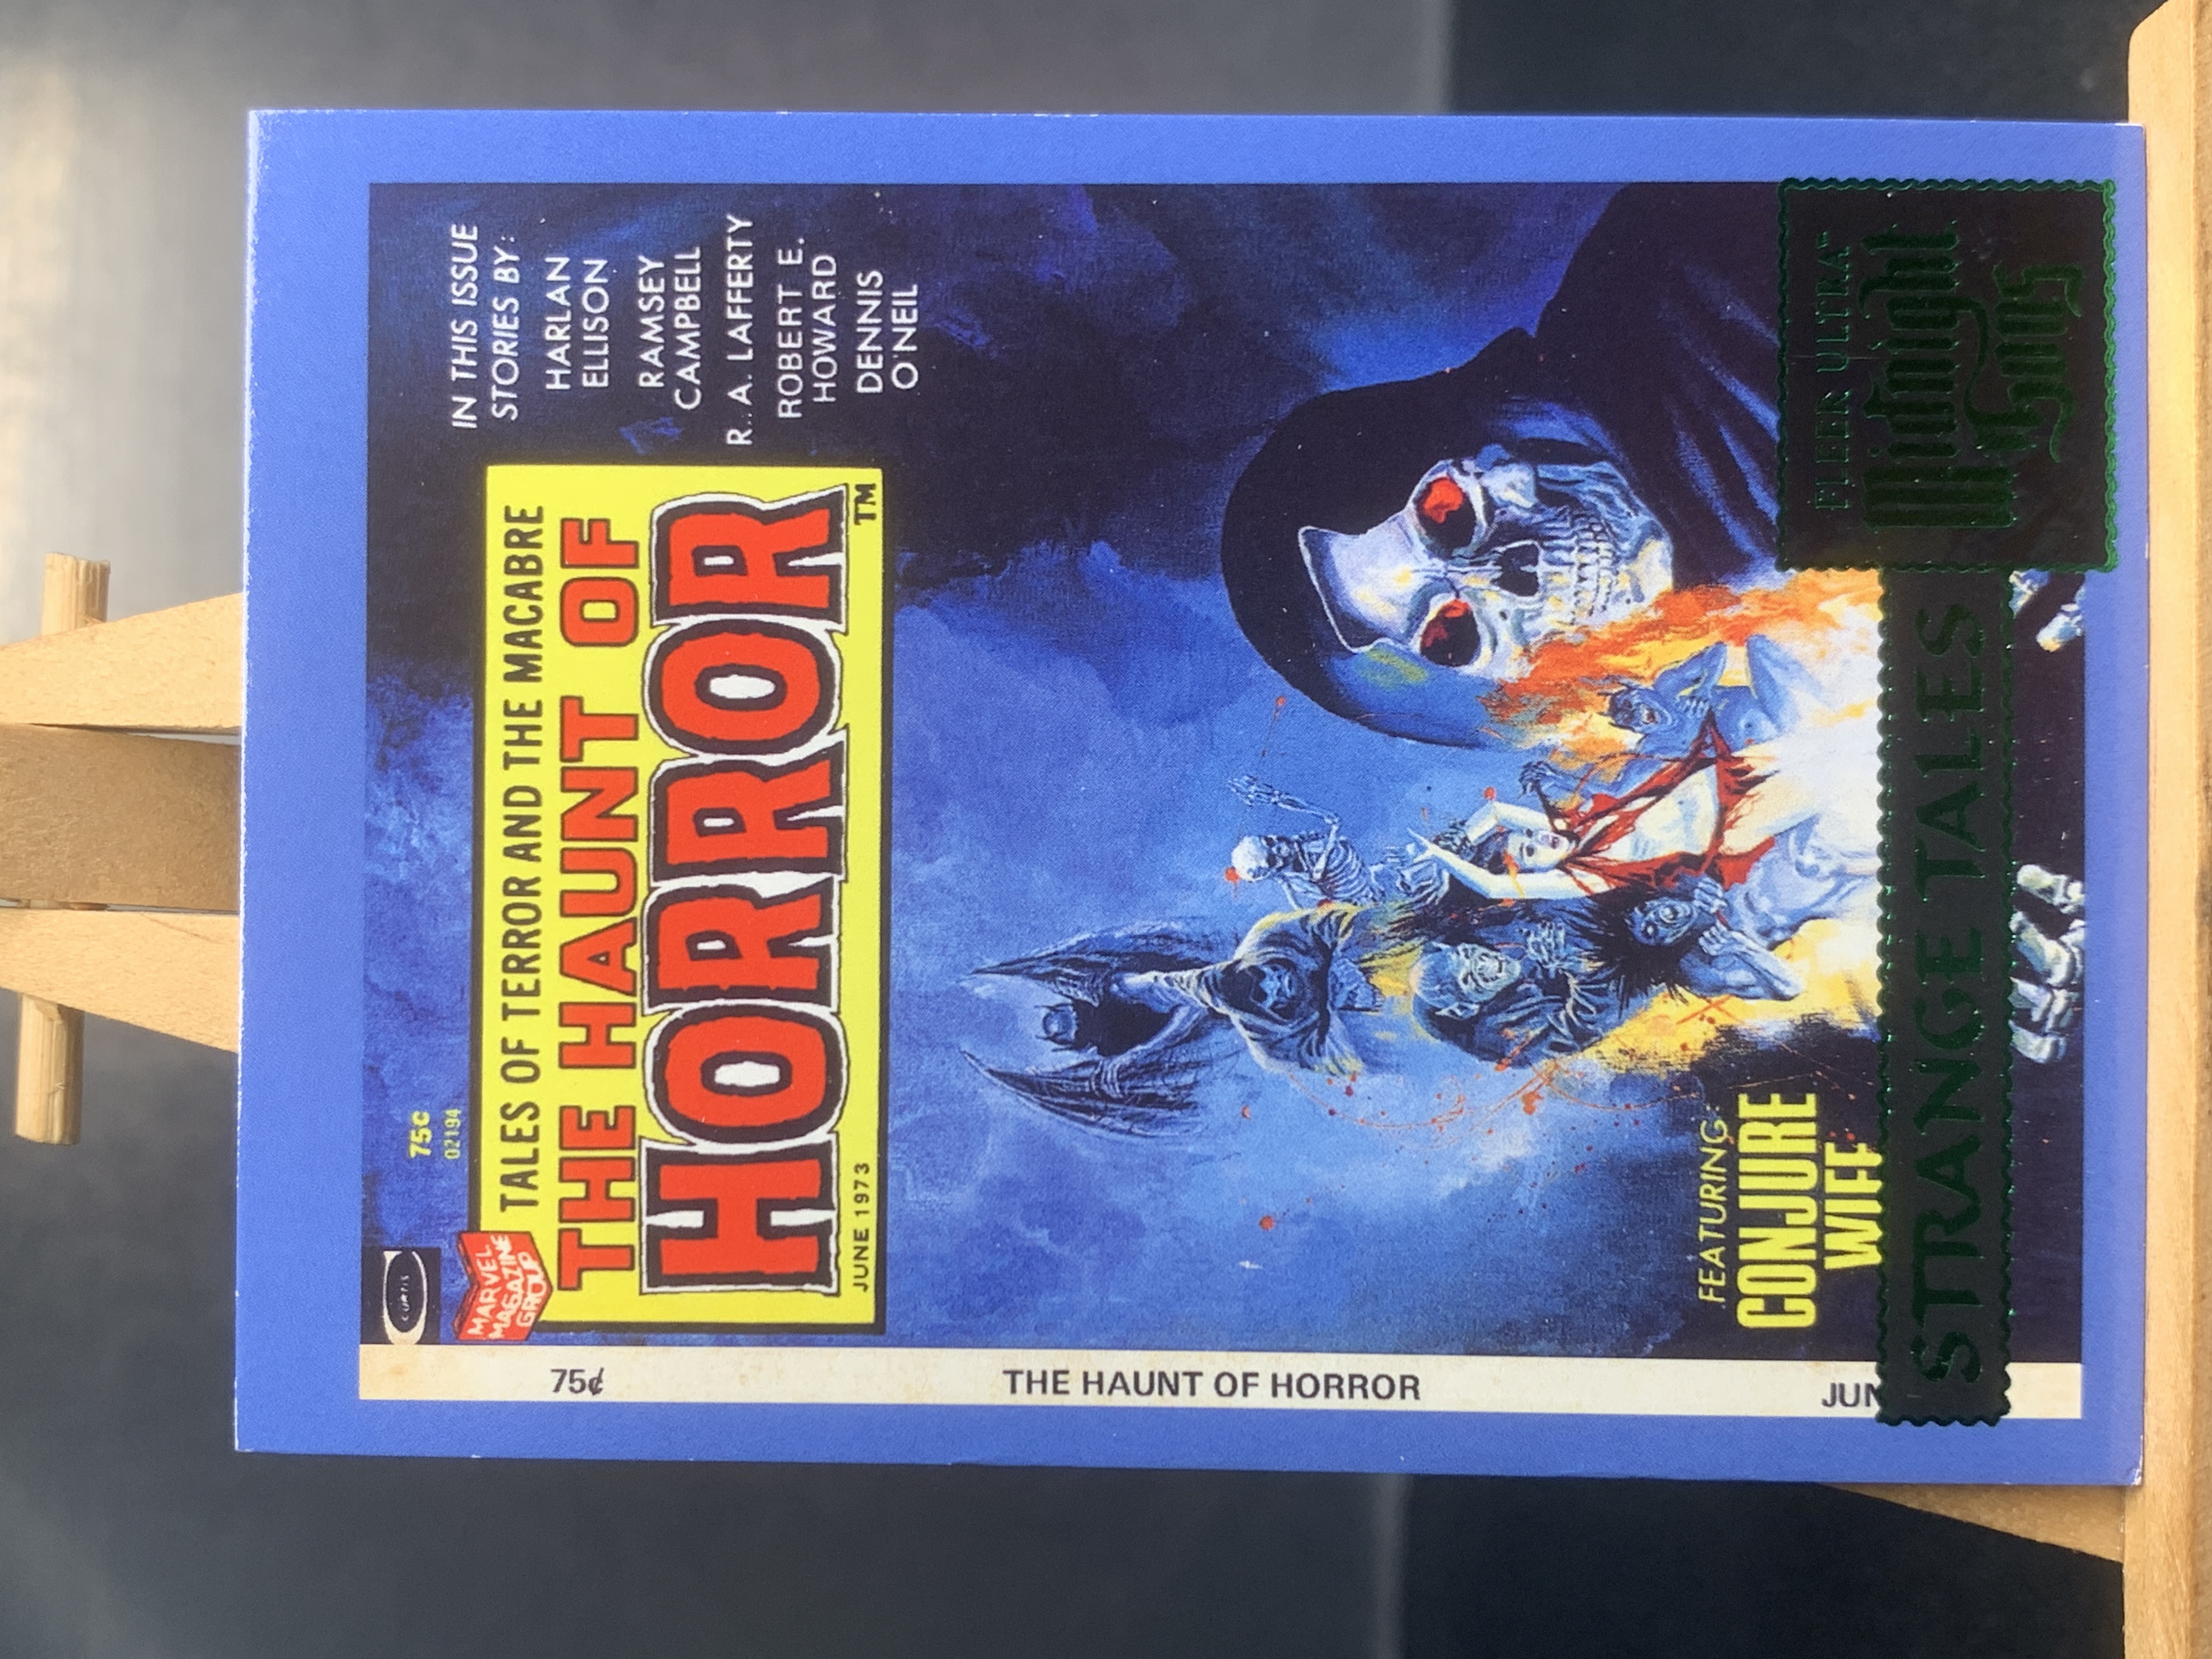 CURTIS
75¢
02194
MARVEL
MAGAZINE
GROUP
TALES OF TERROR AND THE MACABRE
THE HAUNT OF
HORROR
TM
JUNE 1973
IN THIS ISSUE
STORIES BY:
HARLAN
ELLISON
RAMSEY
CAMPBELL
R. A. LAFFERTY
ROBERT E.
HOWARD
DENNIS
O'NEIL
75¢
THE HAUNT OF HORROR
JUN
FEATURING:
CONJURE
WIFE
STRANGE TALES
FLEER ULTRA™
Midnight
Sons